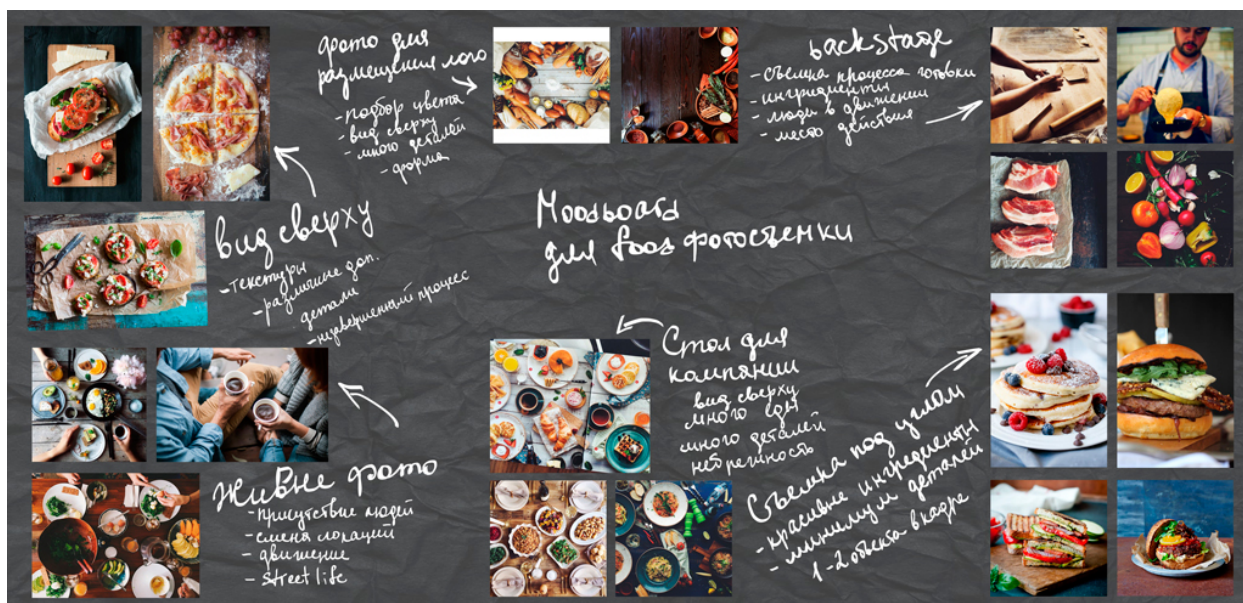 фото для
размещения лого
- подбор цвета
- вид сверху
- много деталей
- форма
backstage
- съемка процесса готовки
- ингредиенты
- люди в движении
- место действия
вид сверху
- текстуры
- различные доп.
детали
- незавершенный процесс
Moodboard
для food фотосъемки
Стол для
компании
вид сверху
много еды
много деталей
небрежность
Живые фото
- присутствие людей
- смена локаций
- движение
- street life
Съемка под углом
- красивые ингредиенты
- минимум деталей
1-2 объекта в кадре